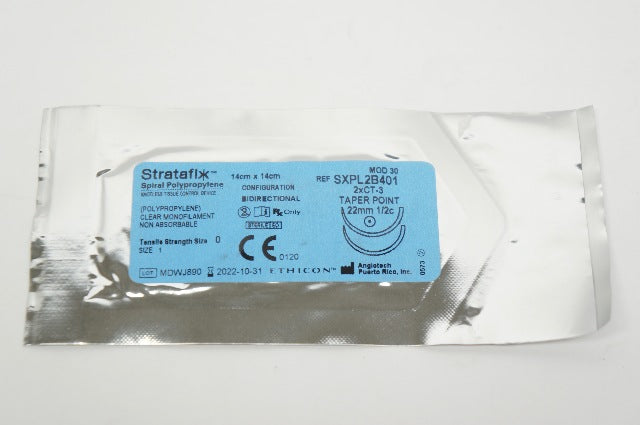 Stratafix™
Spiral Polypropylene
KNOTLESS TISSUE CONTROL DEVICE
(POLYPROPYLENE)
CLEAR MONOFILAMENT
NON ABSORBABLE
Tensile Strength Size 0
SIZE 1
14cm x 14cm
CONFIGURATION
BIDIRECTIONAL
Rx Only
STERILE EO
CE 0120
MOD 30
REF SXPL2B401
2xCT-3
TAPER POINT
22mm 1/2c
LOT MDWJ890 2022-10-31 ETHICON™
Angiotech
Puerto Rico, Inc.
0573